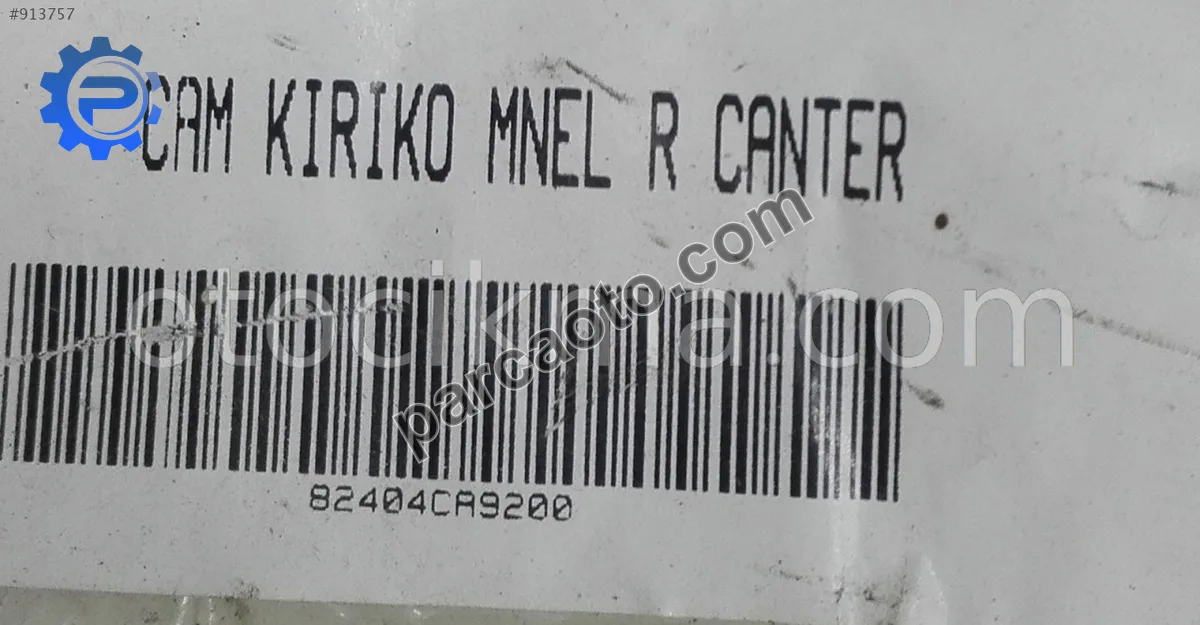 #913757
CAM KIRIKO MNEL R CANTER
parcaoto.com
otocikma.com
82404CA9200